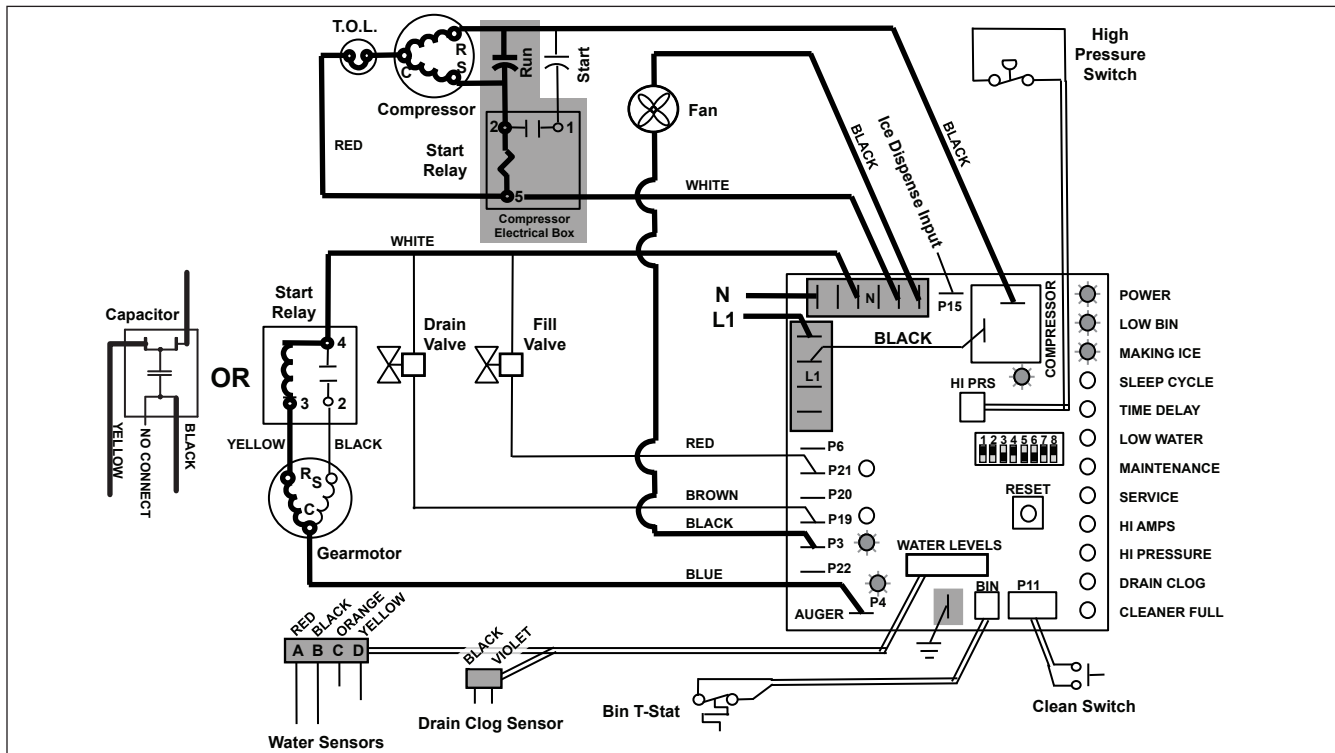 T.O.L.
R
S
C
Compressor
Run
Start
2
1
Start
Relay
5
Compressor
Electrical Box
RED
WHITE
Fan
BLACK
Ice Dispense Input
BLACK
High
Pressure
Switch
WHITE
Capacitor
YELLOW
NO CONNECT
BLACK
OR
Start
Relay
4
3
2
YELLOW
BLACK
R
S
C
Gearmotor
Drain
Valve
Fill
Valve
N
L1
N
P15
BLACK
L1
COMPRESSOR
HI PRS
1 2 3 4 5 6 7 8
RESET
POWER
LOW BIN
MAKING ICE
SLEEP CYCLE
TIME DELAY
LOW WATER
MAINTENANCE
SERVICE
HI AMPS
HI PRESSURE
DRAIN CLOG
CLEANER FULL
RED
P6
P21
P20
BROWN
P19
BLACK
P3
P22
BLUE
P4
AUGER
WATER LEVELS
BIN
P11
RED
BLACK
ORANGE
YELLOW
A B C D
Water Sensors
BLACK
VIOLET
Drain Clog Sensor
Bin T-Stat
Clean Switch